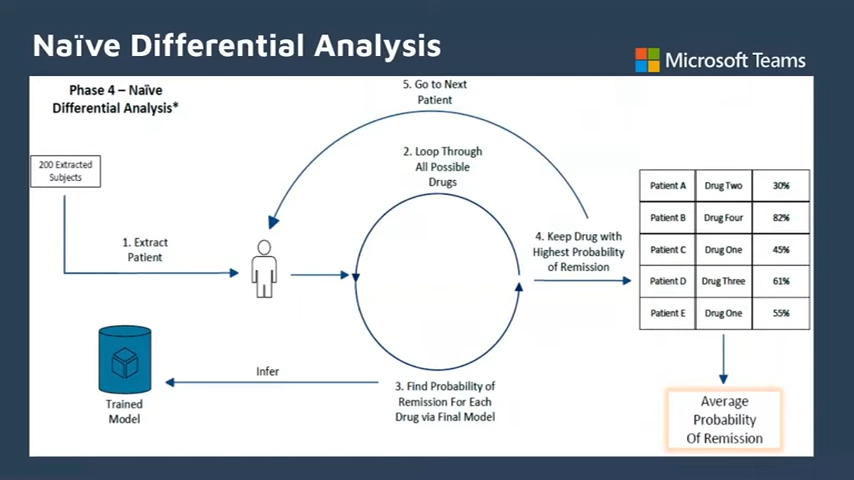 Naïve Differential Analysis
Microsoft Teams
Phase 4 – Naïve
Differential Analysis*
5. Go to Next
Patient
2. Loop Through
All Possible
Drugs
200 Extracted
Subjects
1. Extract
Patient
4. Keep Drug with
Highest Probability
of Remission
Patient A Drug Two 30%
Patient B Drug Four 82%
Patient C Drug One 45%
Patient D Drug Three 61%
Patient E Drug One 55%
Infer
3. Find Probability of
Remission For Each
Drug via Final Model
Trained
Model
Average
Probability
Of Remission